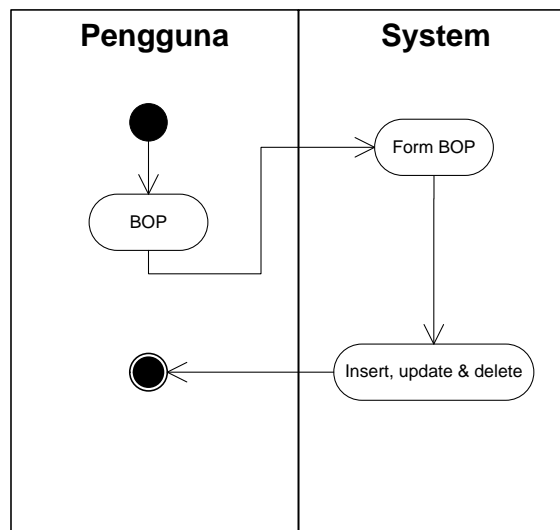 Pengguna
System
Form BOP
BOP
Insert, update & delete